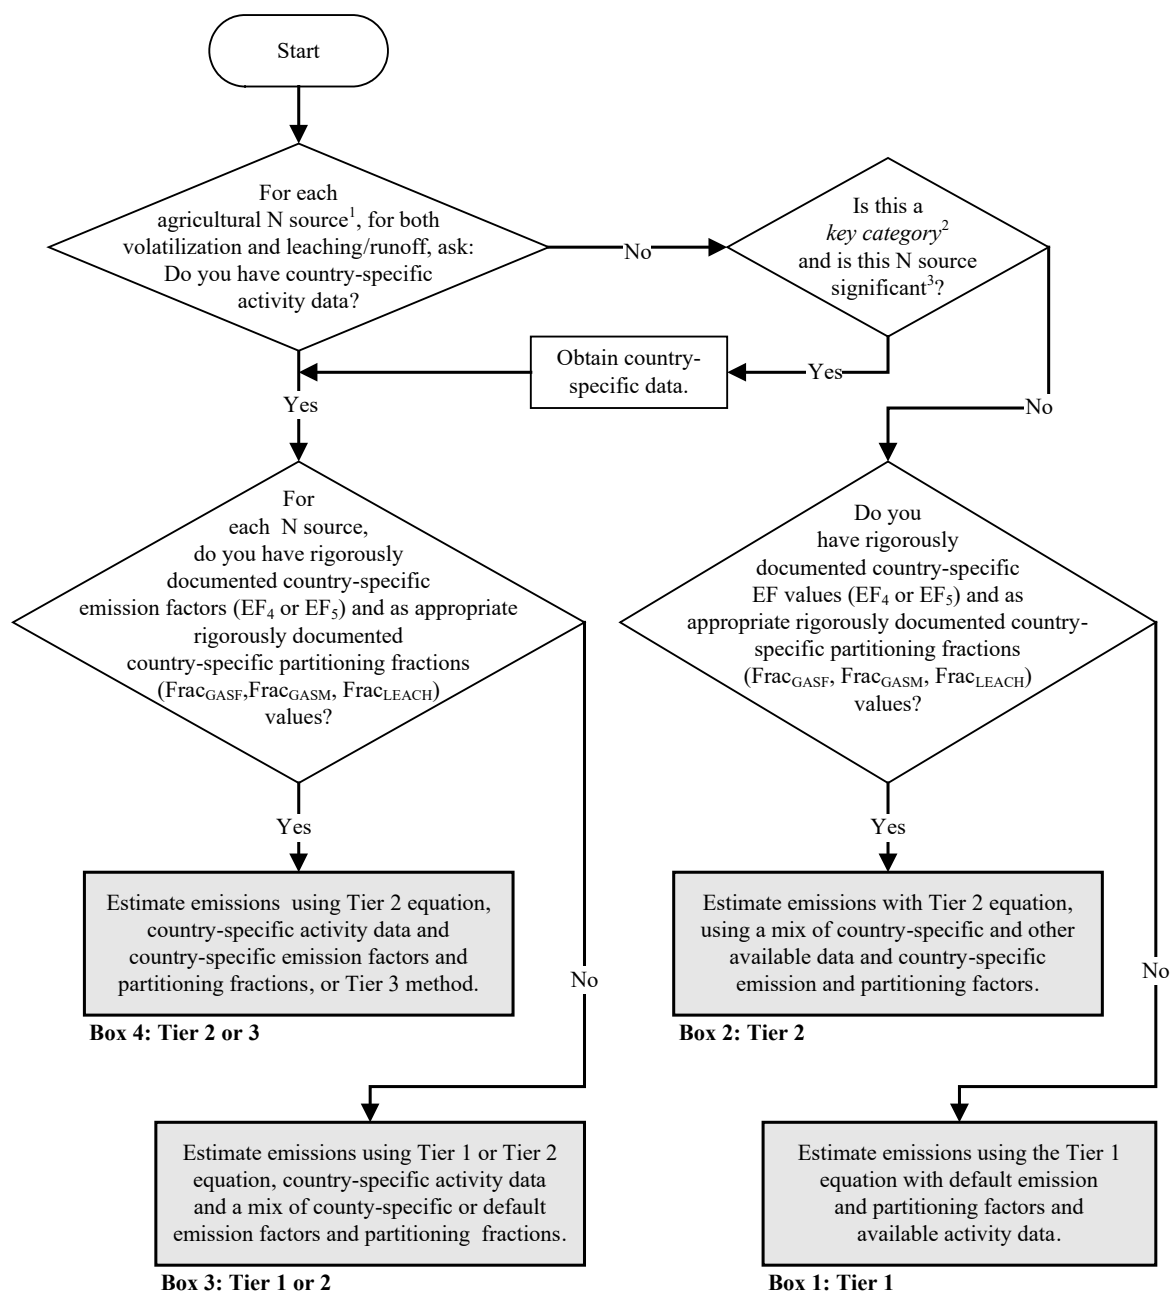 Start
For each
agricultural N source1, for both
volatilization and leaching/runoff, ask:
Do you have country-specific
activity data?
No
Is this a
key category2
and is this N source
significant3?
Obtain country-
specific data.
Yes
Yes
No
For
each N source,
do you have rigorously
documented country-specific
emission factors (EF4 or EF5) and as appropriate
rigorously documented
country-specific partitioning fractions
(FracGASF,FracGASM, FracLEACH)
values?
Do you
have rigorously
documented country-specific
EF values (EF4 or EF5) and as
appropriate rigorously documented country-
specific partitioning fractions
(FracGASF, FracGASM, FracLEACH)
values?
Yes
Yes
Estimate emissions using Tier 2 equation,
country-specific activity data and
country-specific emission factors and
partitioning fractions, or Tier 3 method.
Box 4: Tier 2 or 3
No
Estimate emissions with Tier 2 equation,
using a mix of country-specific and other
available data and country-specific
emission and partitioning factors.
Box 2: Tier 2
No
Estimate emissions using Tier 1 or Tier 2
equation, country-specific activity data
and a mix of county-specific or default
emission factors and partitioning fractions.
Box 3: Tier 1 or 2
Estimate emissions using the Tier 1
equation with default emission
and partitioning factors and
available activity data.
Box 1: Tier 1